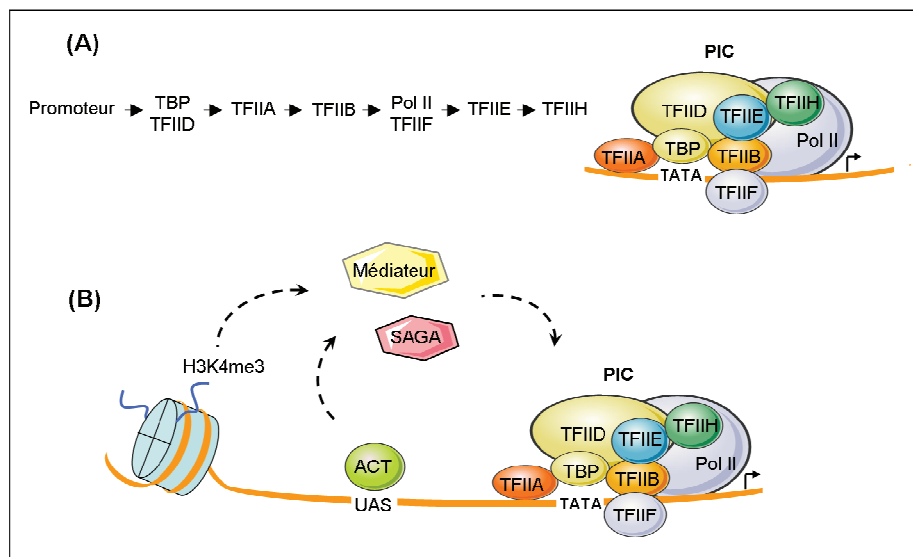 (A)
PIC
Promoteur TBP TFIIA TFIIB Pol II TFIIE TFIIH
TFIID TFIIF
TFIID TFIIE TFIIH
Pol II
TFIIA TBP TFIIB
TATA
TFIIF
(B)
Médiateur
SAGA
H3K4me3
PIC
TFIID TFIIE TFIIH
Pol II
ACT
TFIIA TBP TFIIB
UAS
TATA
TFIIF